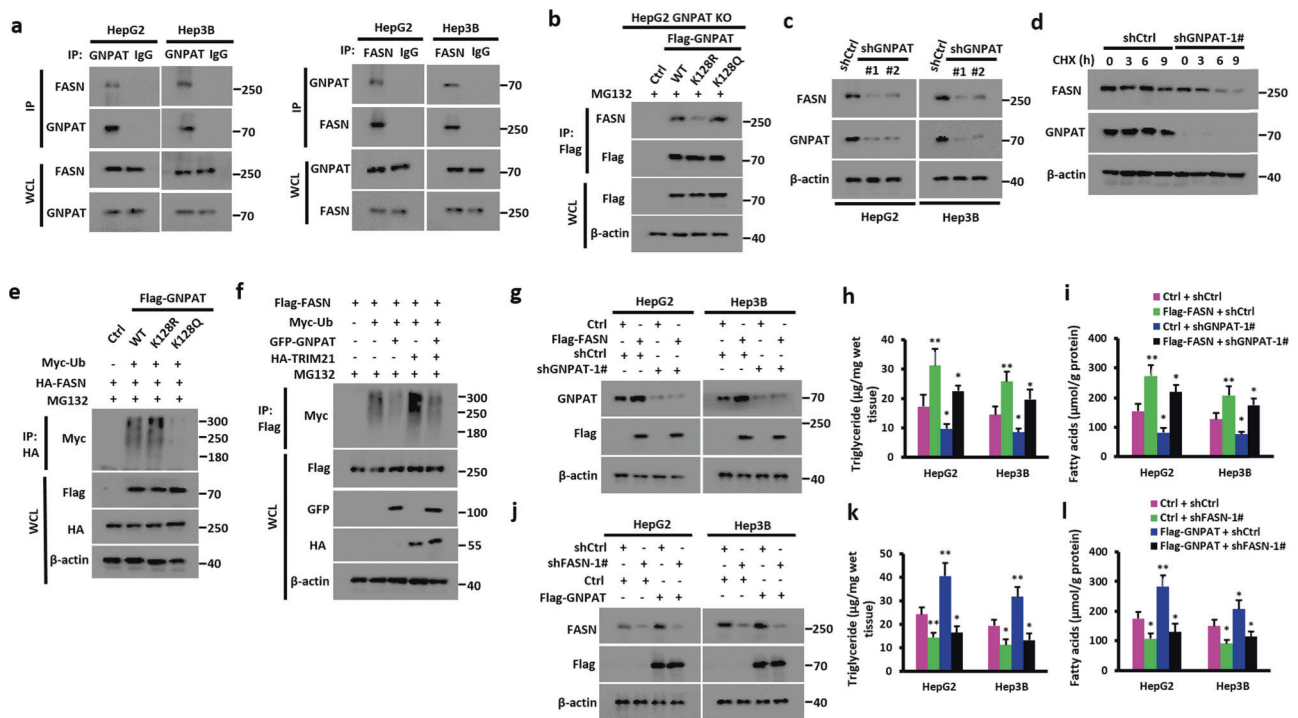 a
HepG2 Hep3B
IP: GNPAT IgG GNPAT IgG
IP
FASN -250
GNPAT -70
WCL
FASN -250
GNPAT -70
HepG2 Hep3B
IP: FASN IgG FASN IgG
IP
GNPAT -70
FASN -250
WCL
GNPAT -70
FASN -250
b
HepG2 GNPAT KO
Flag-GNPAT
Ctrl WT K128R K128Q
MG132 + + + +
IP: Flag
FASN -250
Flag -70
WCL
Flag -70
β-actin -40
c
shCtrl shGNPAT shCtrl shGNPAT
#1 #2 #1 #2
FASN -250
GNPAT -70
β-actin -40
HepG2 Hep3B
d
shCtrl shGNPAT-1#
CHX (h) 0 3 6 9 0 3 6 9
FASN -250
GNPAT -70
β-actin -40
e
Flag-GNPAT
Ctrl WT K128R K128Q
Myc-Ub - + + +
HA-FASN + + + +
MG132 + + + +
IP: HA
Myc -300
-250
-180
WCL
Flag -70
HA -250
β-actin -40
f
Flag-FASN + + + + +
Myc-Ub - + + + +
GFP-GNPAT - - + - +
HA-TRIM21 - - - + +
MG132 + + + + +
IP: Flag
Myc -300
-250
-180
WCL
Flag -250
GFP -100
HA -55
β-actin -40
g
HepG2 Hep3B
Ctrl + - + - + - + -
Flag-FASN - + - + - + - +
shCtrl + + - - + + - -
shGNPAT-1# - - + + - - + +
GNPAT -70
Flag -250
β-actin -40
h
Triglyceride (μg/mg wet
tissue)
40
30
20
10
0
** * * ** * *
HepG2 Hep3B
i
Ctrl + shCtrl
Flag-FASN + shCtrl
Ctrl + shGNPAT-1#
Flag-FASN + shGNPAT-1#
Fatty acids (μmol/g protein)
400
300
200
100
0
** * * ** * *
HepG2 Hep3B
j
HepG2 Hep3B
shCtrl + - + - + - + -
shFASN-1# - + - + - + - +
Ctrl + + - - + + - -
Flag-GNPAT - - + + - - + +
FASN -250
Flag -70
β-actin -40
k
Triglyceride (μg/mg wet
tissue)
50
40
30
20
10
0
** ** * * ** *
HepG2 Hep3B
l
Ctrl + shCtrl
Ctrl + shFASN-1#
Flag-GNPAT + shCtrl
Flag-GNPAT + shFASN-1#
Fatty acids (μmol/g protein)
400
300
200
100
0
* ** * * * *
HepG2 Hep3B